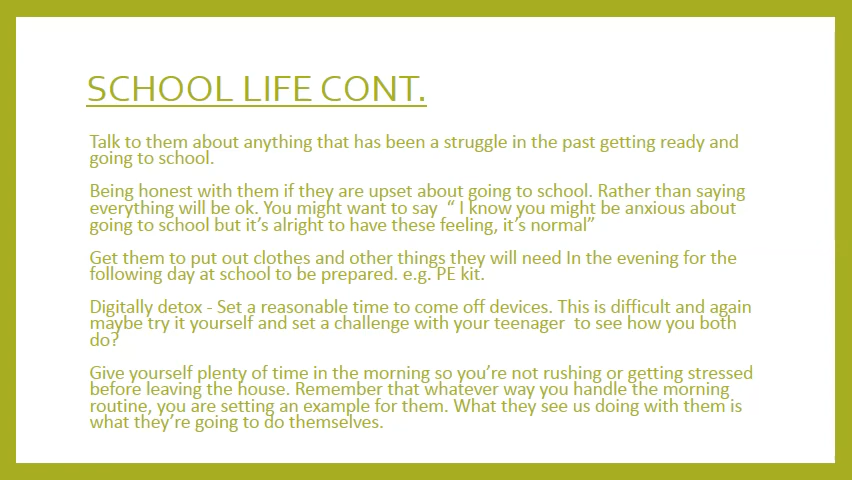 SCHOOL LIFE CONT.
Talk to them about anything that has been a struggle in the past getting ready and
going to school.
Being honest with them if they are upset about going to school. Rather than saying
everything will be ok. You might want to say “ I know you might be anxious about
going to school but it’s alright to have these feeling, it’s normal”
Get them to put out clothes and other things they will need In the evening for the
following day at school to be prepared. e.g. PE kit.
Digitally detox - Set a reasonable time to come off devices. This is difficult and again
maybe try it yourself and set a challenge with your teenager to see how you both
do?
Give yourself plenty of time in the morning so you’re not rushing or getting stressed
before leaving the house. Remember that whatever way you handle the morning
routine, you are setting an example for them. What they see us doing with them is
what they’re going to do themselves.